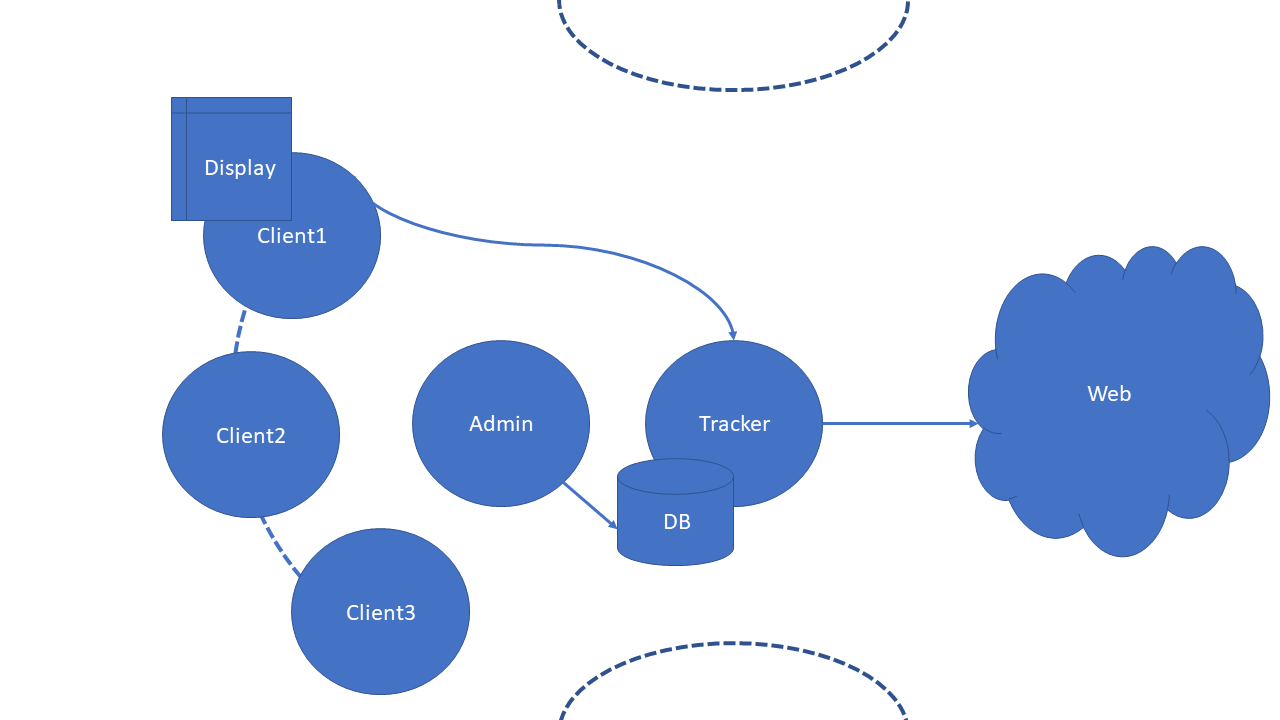 Display
Client1
Web
Admin
Tracker
Client2
DB
Client3